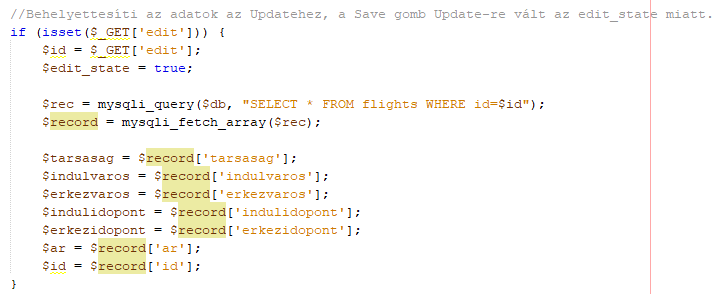 //Behelyettesíti az adatok az Updatehez, a Save gomb Update-re vált az edit_state miatt.
if (isset($_GET['edit'])) {
$id = $_GET['edit'];
$edit_state = true;
$rec = mysqli_query($db, "SELECT * FROM flights WHERE id=$id");
$record = mysqli_fetch_array($rec);
$tarsasag = $record['tarsasag'];
$indulvaros = $record['indulvaros'];
$erkezvaros = $record['erkezvaros'];
$indulidopont = $record['indulidopont'];
$erkezidopont = $record['erkezidopont'];
$ar = $record['ar'];
$id = $record['id'];
}